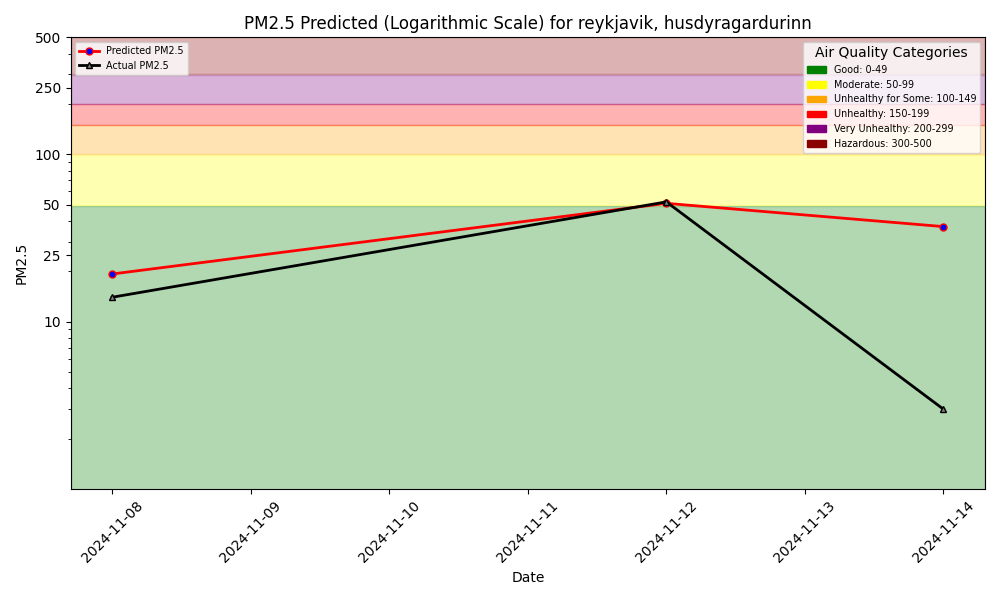 PM2.5 Predicted (Logarithmic Scale) for reykjavik, husdyragardurinn
500
250
100
50
25
10
PM2.5
Predicted PM2.5
Actual PM2.5
Air Quality Categories
Good: 0-49
Moderate: 50-99
Unhealthy for Some: 100-149
Unhealthy: 150-199
Very Unhealthy: 200-299
Hazardous: 300-500
2024-11-08
2024-11-09
2024-11-10
2024-11-11
2024-11-12
2024-11-13
2024-11-14
Date